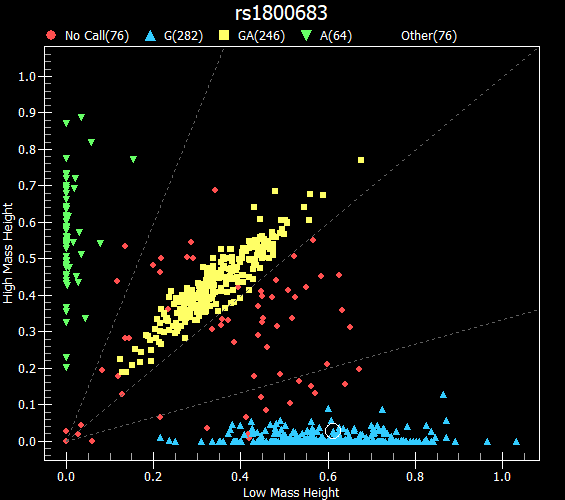 rs1800683
No Call(76) G(282) GA(246) A(64) Other(76)
High Mass Height
1.0
0.9
0.8
0.7
0.6
0.5
0.4
0.3
0.2
0.1
0.0
0.0 0.2 0.4 0.6 0.8 1.0
Low Mass Height